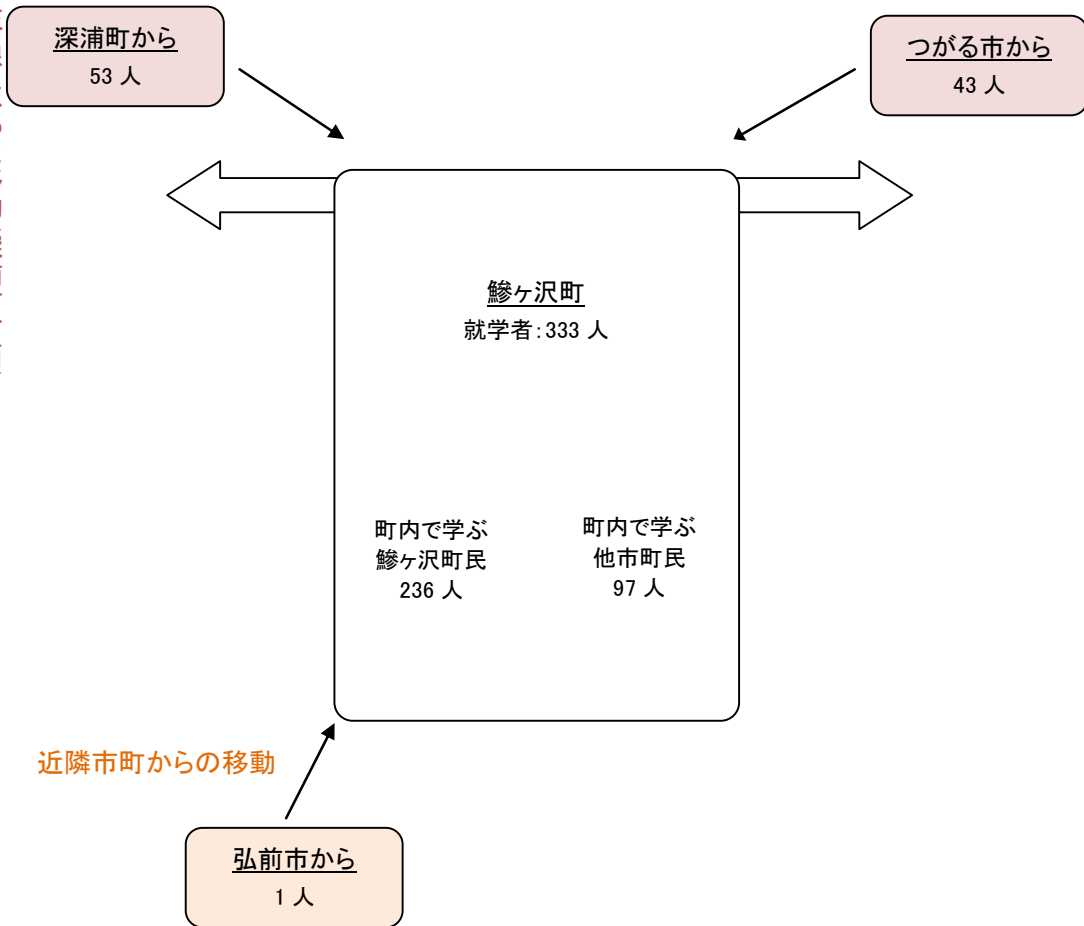 深浦町から
53 人
つがる市から
43 人
鰺ヶ沢町
就学者:333 人
町内で学ぶ
鰺ヶ沢町民
236 人
町内で学ぶ
他市町民
97 人
近隣市町からの移動
弘前市から
1 人